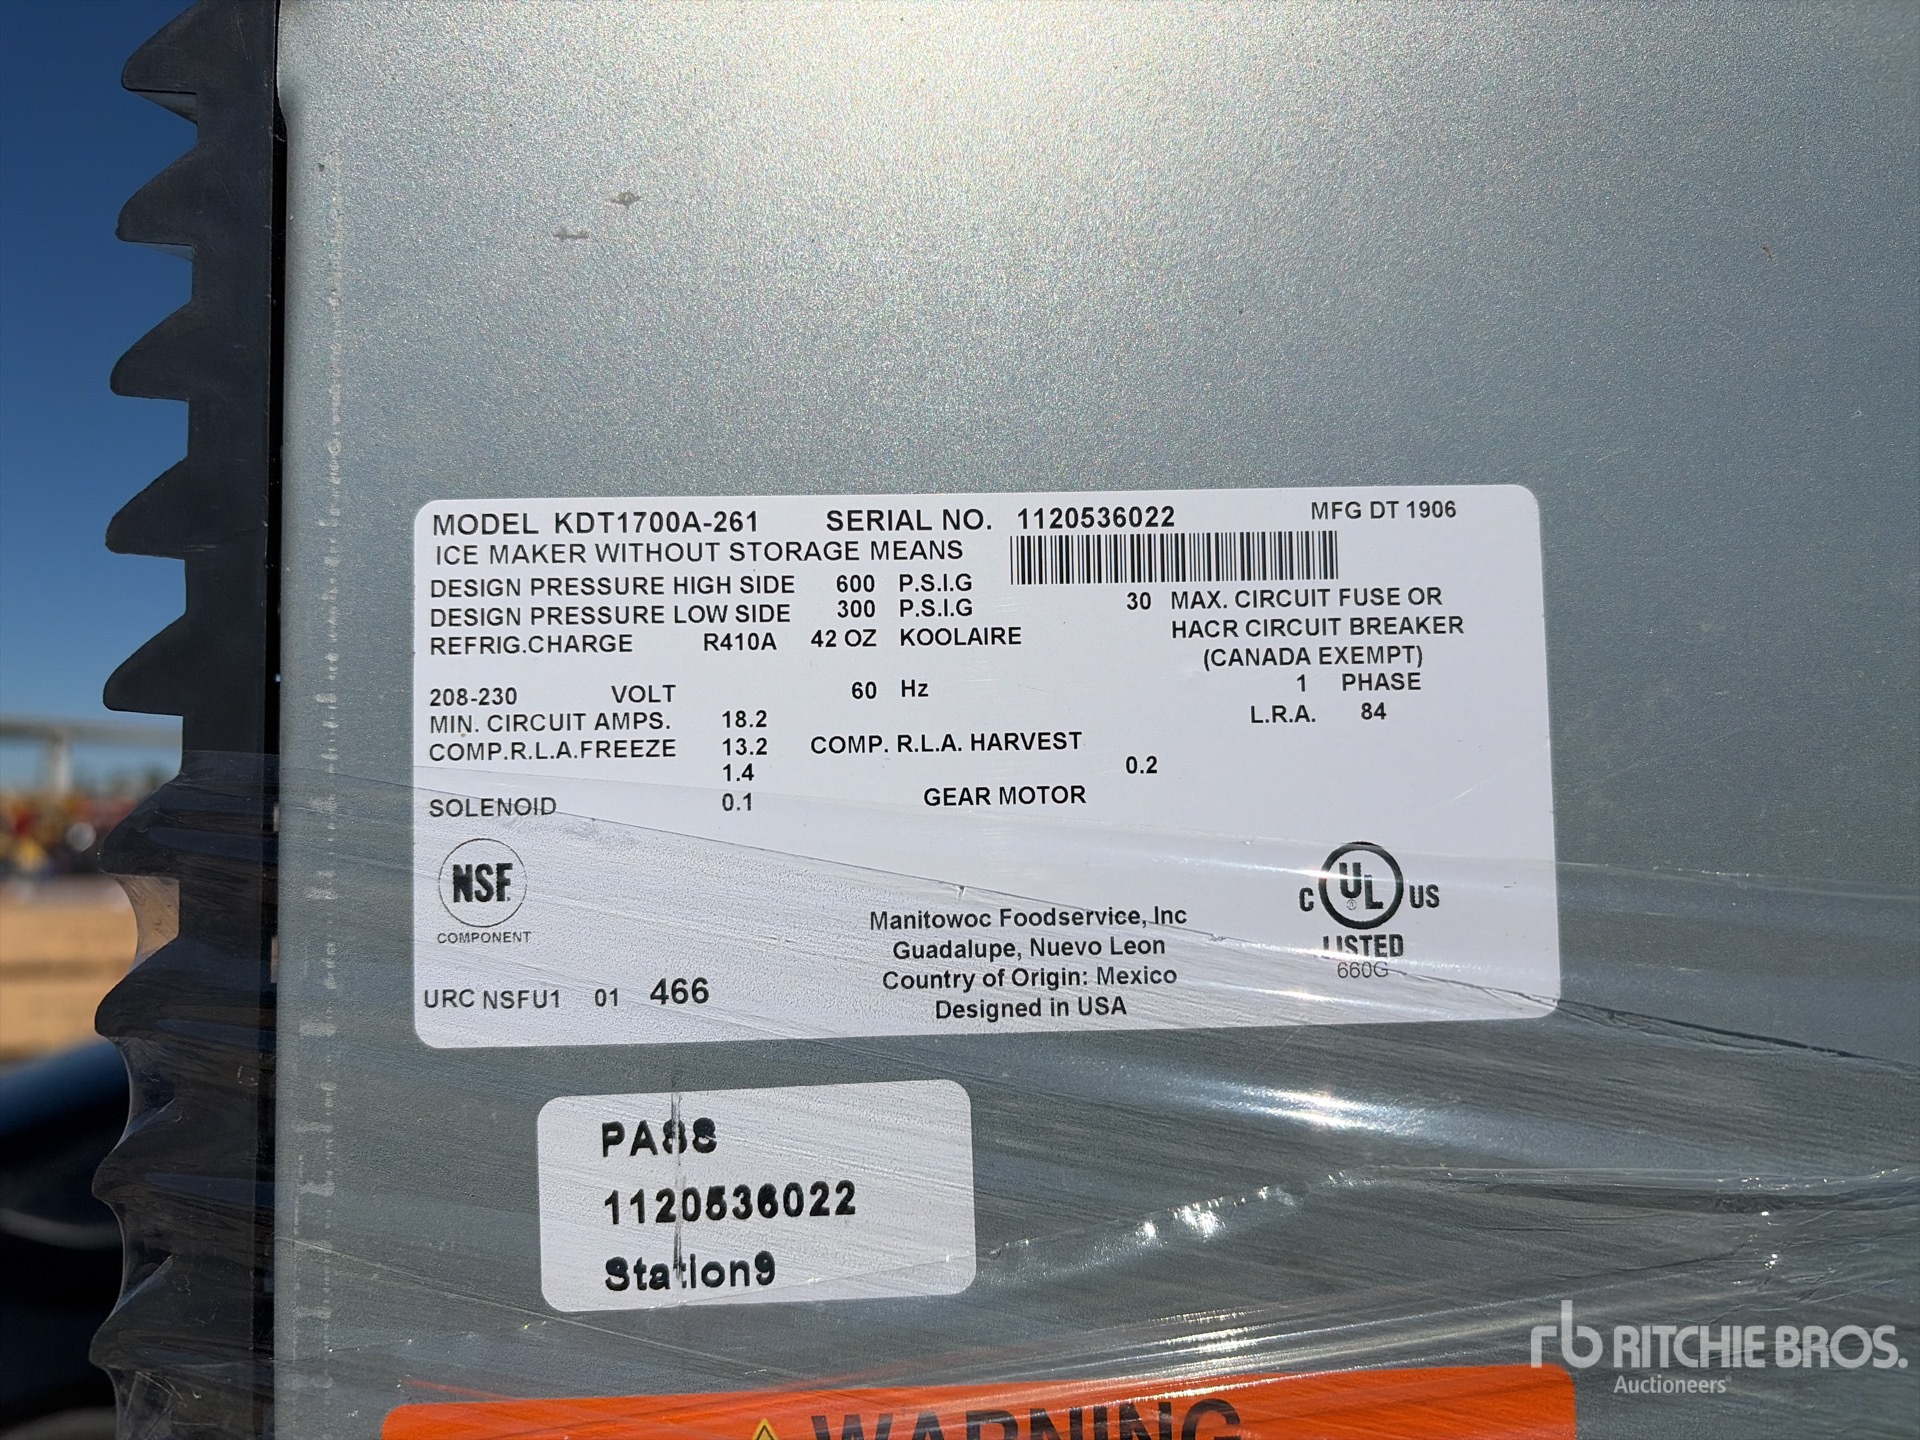 MODEL KDT1700A-261 SERIAL NO. 1120536022 MFG DT 1906
ICE MAKER WITHOUT STORAGE MEANS
DESIGN PRESSURE HIGH SIDE 600 P.S.I.G
DESIGN PRESSURE LOW SIDE 300 P.S.I.G
30 MAX. CIRCUIT FUSE OR
REFRIG.CHARGE R410A 42 OZ KOOLAIRE
HACR CIRCUIT BREAKER
(CANADA EXEMPT)
208-230 VOLT 60 Hz 1 PHASE
MIN. CIRCUIT AMPS. 18.2 L.R.A. 84
COMP.R.L.A.FREEZE 13.2 COMP. R.L.A. HARVEST
1.4 0.2
SOLENOID 0.1 GEAR MOTOR
NSF.
COMPONENT
C UL ® US
LISTED
660G
Manitowoc Foodservice, Inc
Guadalupe, Nuevo Leon
Country of Origin: Mexico
Designed in USA
URC NSFU1 01 466
PASS
1120536022
Station9
WARNING
rb RITCHIE BROS.
Auctioneers